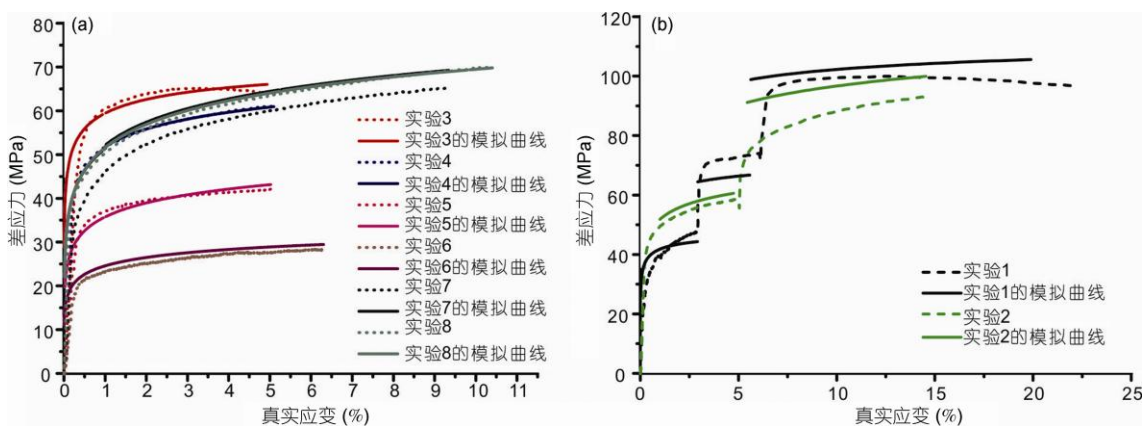 (a)
80
70
60
50
40
30
20
10
0
差应力 (MPa)
0 1 2 3 4 5 6 7 8 9 10 11
真实应变 (%)
实验3
实验3的模拟曲线
实验4
实验4的模拟曲线
实验5
实验5的模拟曲线
实验6
实验6的模拟曲线
实验7
实验7的模拟曲线
实验8
实验8的模拟曲线
(b)
120
100
80
60
40
20
0
差应力 (MPa)
0 5 10 15 20 25
真实应变 (%)
实验1
实验1的模拟曲线
实验2
实验2的模拟曲线